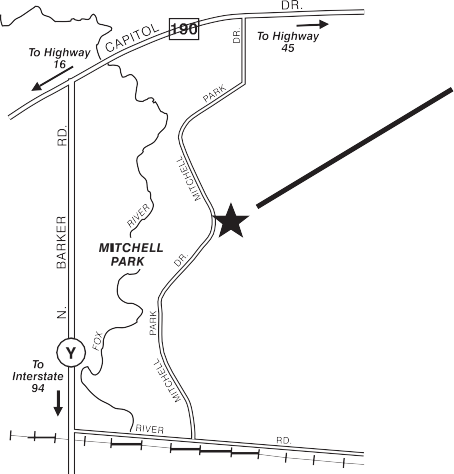 DR.
CAPITOL
190
To Highway
16
To Highway
45
DR.
PARK
MITCHELL
RD.
BARKER
N.
RIVER
FOX
MITCHELL
PARK
DR.
PARK
MITCHELL
Y
To
Interstate
94
RIVER
RD.